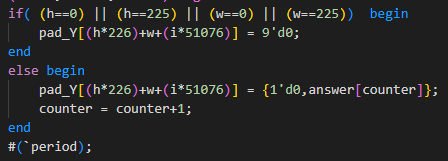 if( (h==0) || (h==225) || (w==0) || (w==225)) begin
    pad_Y[(h*226)+w+(i*51076)] = 9'd0;
end
else begin
    pad_Y[(h*226)+w+(i*51076)] = {1'd0,answer[counter]};
    counter = counter+1;
end
#(`period);